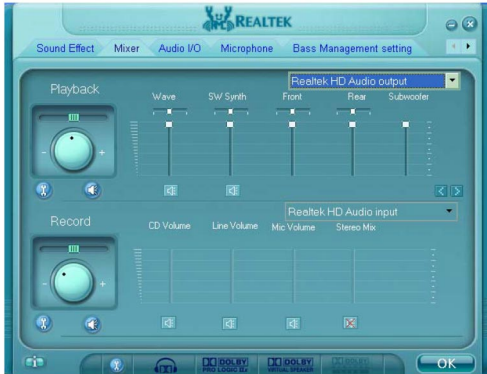 REALTEK
Sound Effect Mixer Audio I/O Microphone Bass Management setting
Realtek HD Audio output
Playback
Wave SW Synth Front Rear Subwoofer
- +
Realtek HD Audio input
Record
CD Volume Line Volume Mic Volume Stereo Mix
- +
DOLBY DOLBY DOLBY
PRO LOGIC IIx VIRTUAL SPEAKER
OK